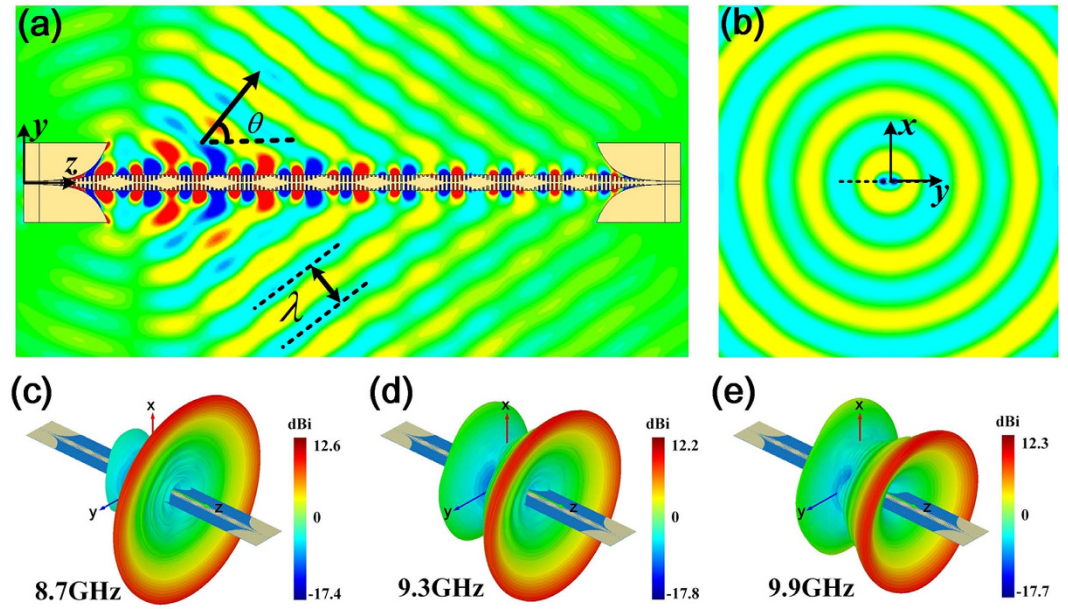 (a)
θ
y
z
λ
(b)
x
y
(c)
x
y
z
dBi
12.6
0
-17.4
8.7GHz
(d)
x
y
z
dBi
12.2
0
-17.8
9.3GHz
(e)
x
y
z
dBi
12.3
0
-17.7
9.9GHz